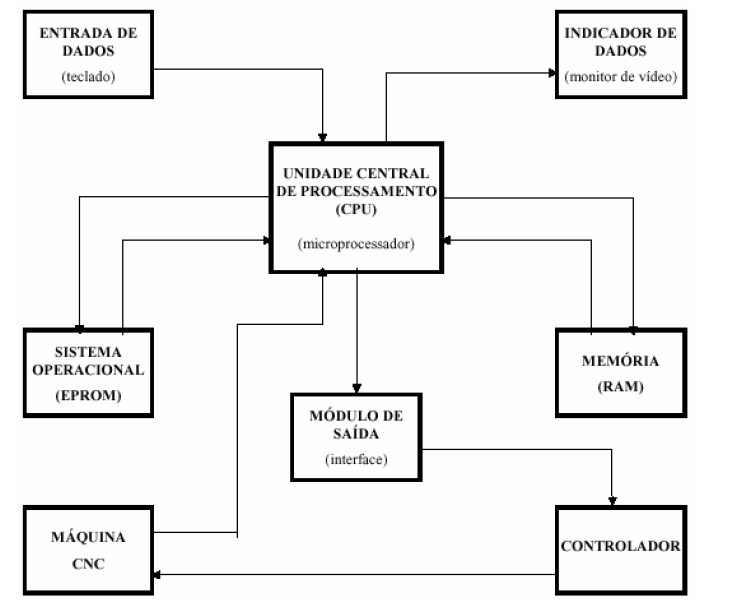 ENTRADA DE
DADOS
(teclado)
INDICADOR DE
DADOS
(monitor de vídeo)
UNIDADE CENTRAL
DE PROCESSAMENTO
(CPU)
(microprocessador)
SISTEMA
OPERACIONAL
(EPROM)
MEMÓRIA
(RAM)
MÓDULO DE
SAÍDA
(interface)
MÁQUINA
CNC
CONTROLADOR